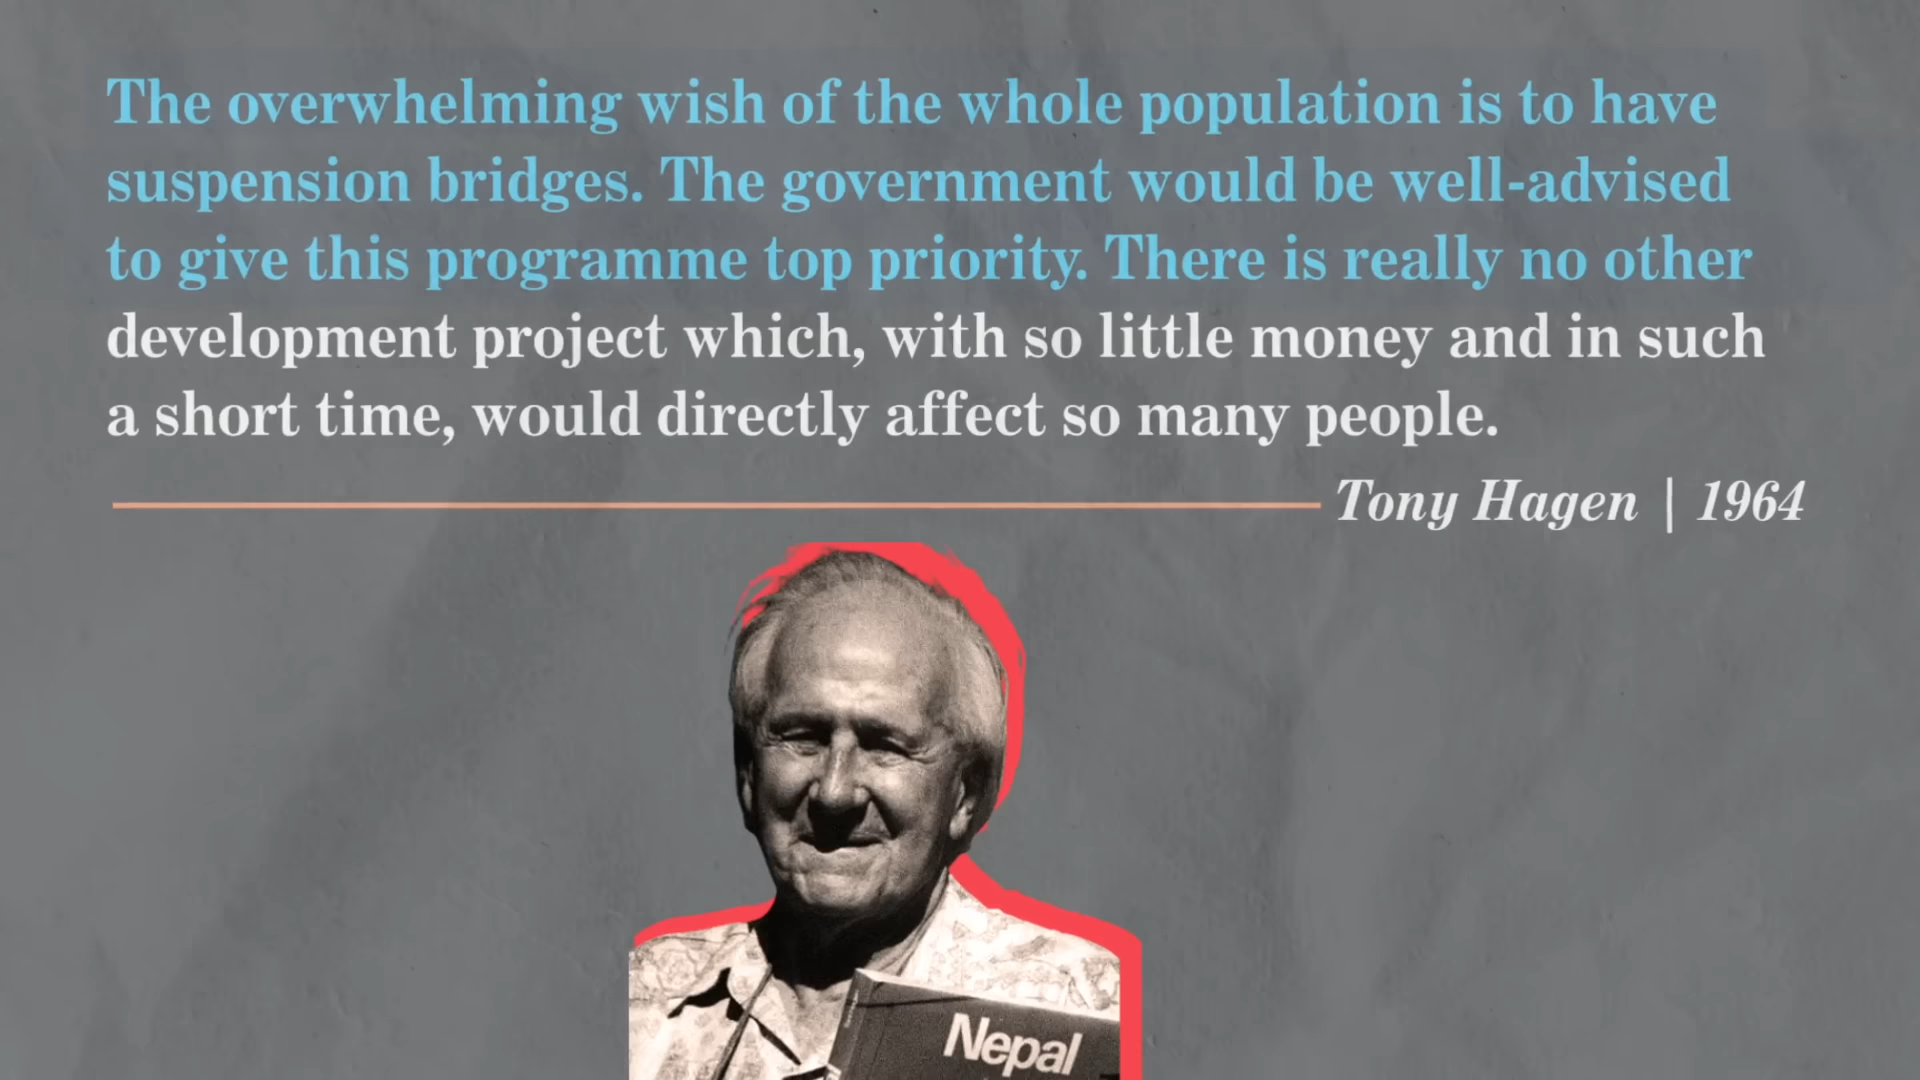 The overwhelming wish of the whole population is to have
suspension bridges. The government would be well-advised
to give this programme top priority. There is really no other
development project which, with so little money and in such
a short time, would directly affect so many people.
Tony Hagen | 1964
Nepal